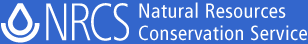 NRCS Natural Resources
Conservation Service